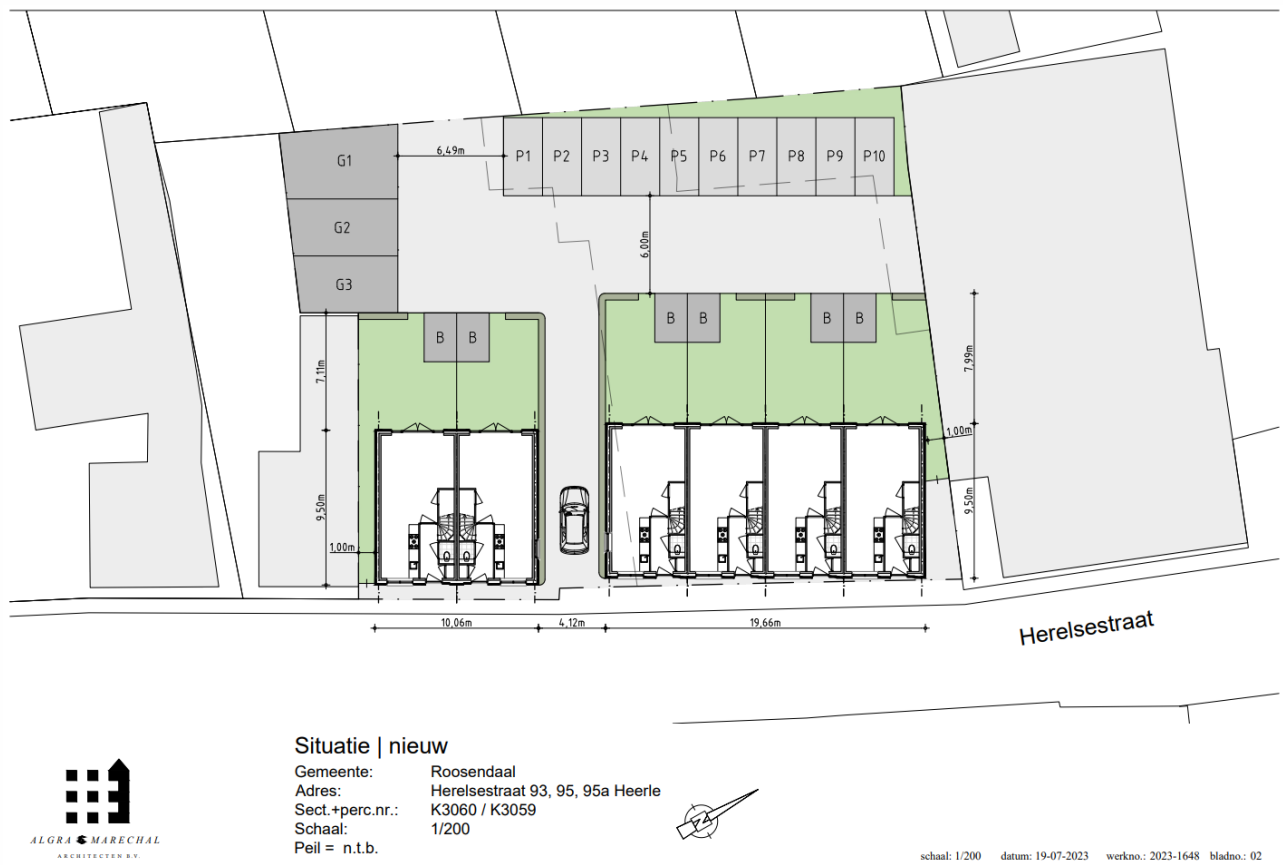 G1
6,49m
P1 P2 P3 P4 P5 P6 P7 P8 P9 P10
G2
6,00m
G3
B B
B B
B B
7,11m
7,99m
1,00m
9,50m
9,50m
1,00m
10,06m
4,12m
19,66m
Herelsestraat
Situatie | nieuw
Gemeente: Roosendaal
Adres: Herelsestraat 93, 95, 95a Heerle
Sect.+perc.nr.: K3060 / K3059
Schaal: 1/200
Peil = n.t.b.
ALGRA MARECHAL
ARCHITECTEN B.V.
schaal: 1/200 datum: 19-07-2023 werkno.: 2023-1648 bladno.: 02